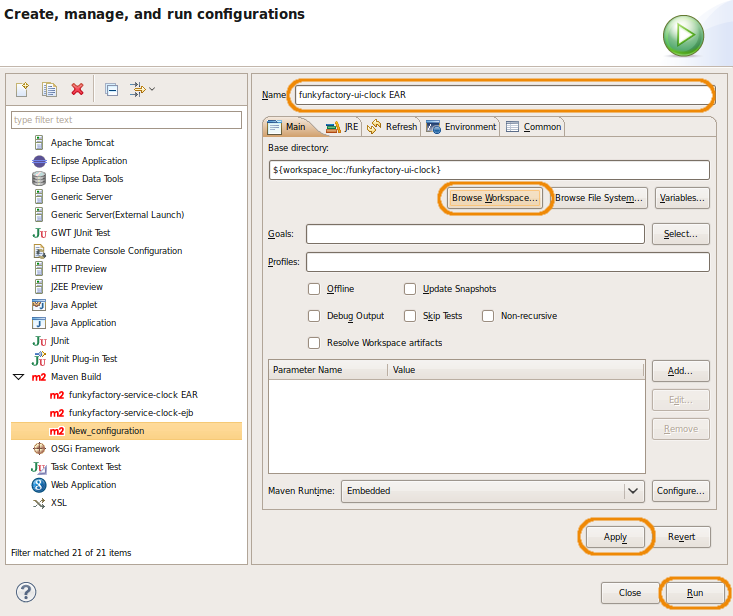 Create, manage, and run configurations
Name:
funkyfactory-ui-clock EAR
type filter text
Apache Tomcat
Eclipse Application
Eclipse Data Tools
Generic Server
Generic Server(External Launch)
GWT JUnit Test
Hibernate Console Configuration
HTTP Preview
J2EE Preview
Java Applet
Java Application
JUnit
JUnit Plug-in Test
Maven Build
funkyfactory-service-clock EAR
funkyfactory-service-clock-ejb
New_configuration
OSGi Framework
Task Context Test
Web Application
XSL
Filter matched 21 of 21 items
Main JRE Refresh Environment Common
Base directory:
${workspace_loc:/funkyfactory-ui-clock}
Browse Workspace... Browse File System... Variables...
Goals: Select...
Profiles:
Offline Update Snapshots
Debug Output Skip Tests Non-recursive
Resolve Workspace artifacts
Parameter Name Value
Add...
Edit...
Remove
Maven Runtime: Embedded Configure...
Apply Revert
Close Run